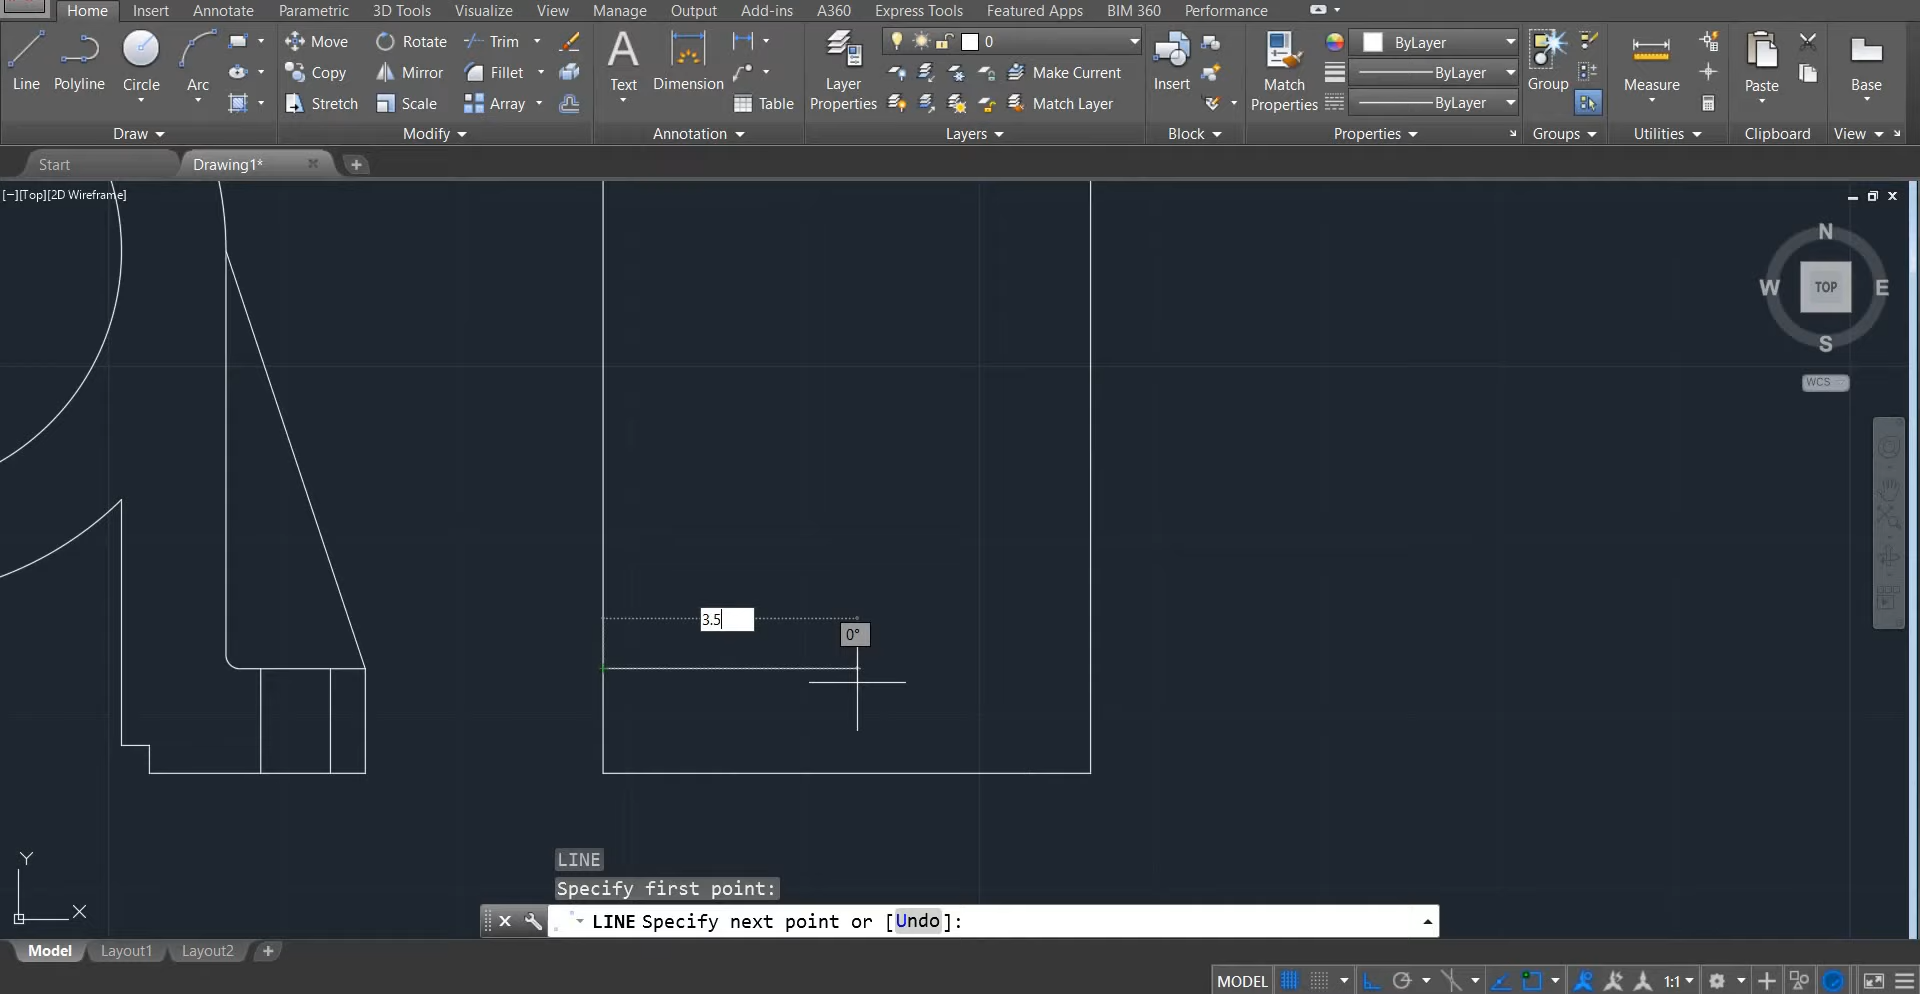 Home Insert Annotate Parametric 3D Tools Visualize View Manage Output Add-ins A360 Express Tools Featured Apps BIM 360 Performance
Line Polyline Circle Arc
Move Rotate Trim
Copy Mirror Fillet
Stretch Scale Array
Text Dimension Table
Layer Properties
0
Make Current
Match Layer
Insert
Match Properties
ByLayer
ByLayer
ByLayer
Group Measure Paste Base
Draw Modify Annotation Layers Block Properties Groups Utilities Clipboard View
Start Drawing1*
[−][Top][2D Wireframe]
N
W TOP E
S
WCS
3.5
0°
Y
X
LINE
Specify first point:
LINE Specify next point or [Undo]:
Model Layout1 Layout2
MODEL 1:1